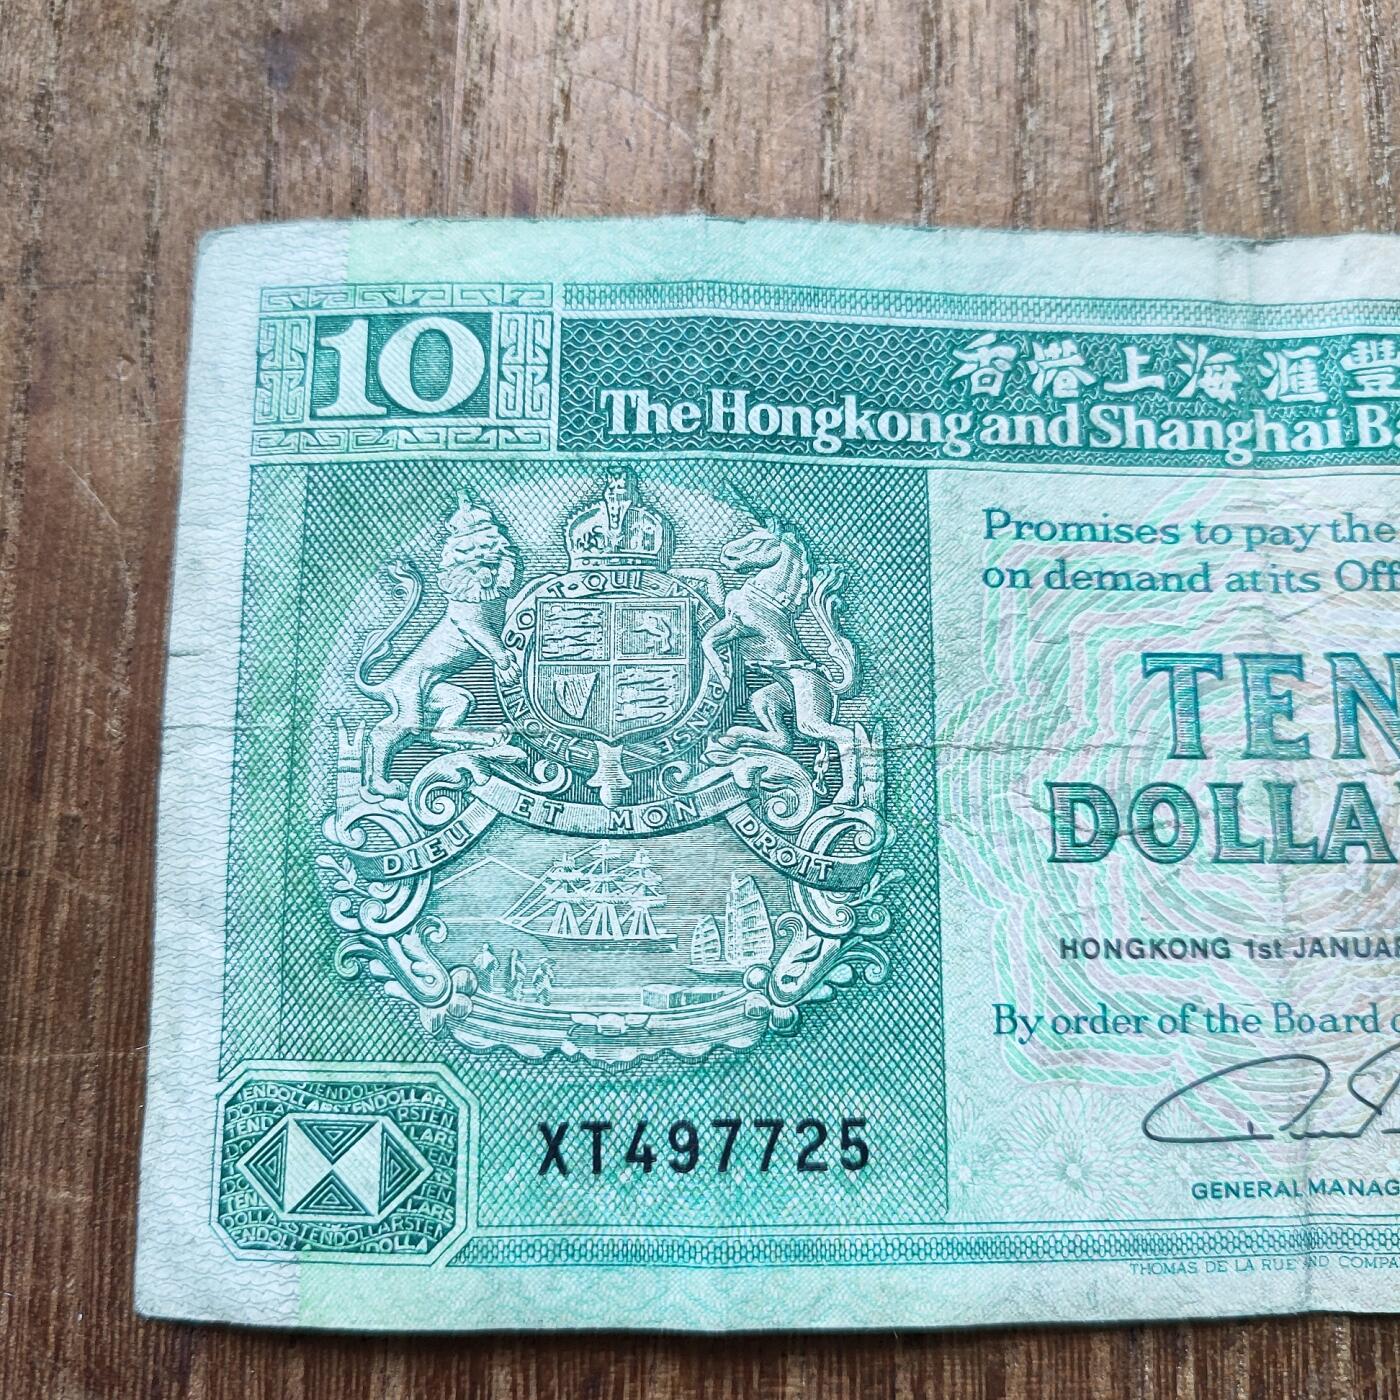 10
香港上海滙豐
The Hongkong and Shanghai B
Promises to pay the
on demand at its Off
TEN
DOLLA
HONGKONG 1st JANUA
By order of the Board
GENERAL MANAG
SOIT·QUI MAL Y PENSE
HONI
DIEU ET MON DROIT
XT497725
THOMAS DE LA RUE AND COMPA